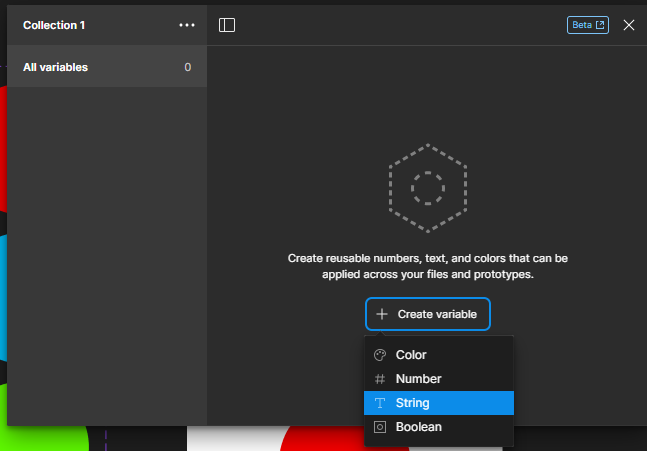 Collection 1
Beta
All variables 0
Create reusable numbers, text, and colors that can be
applied across your files and prototypes.
Create variable
Color
Number
String
Boolean